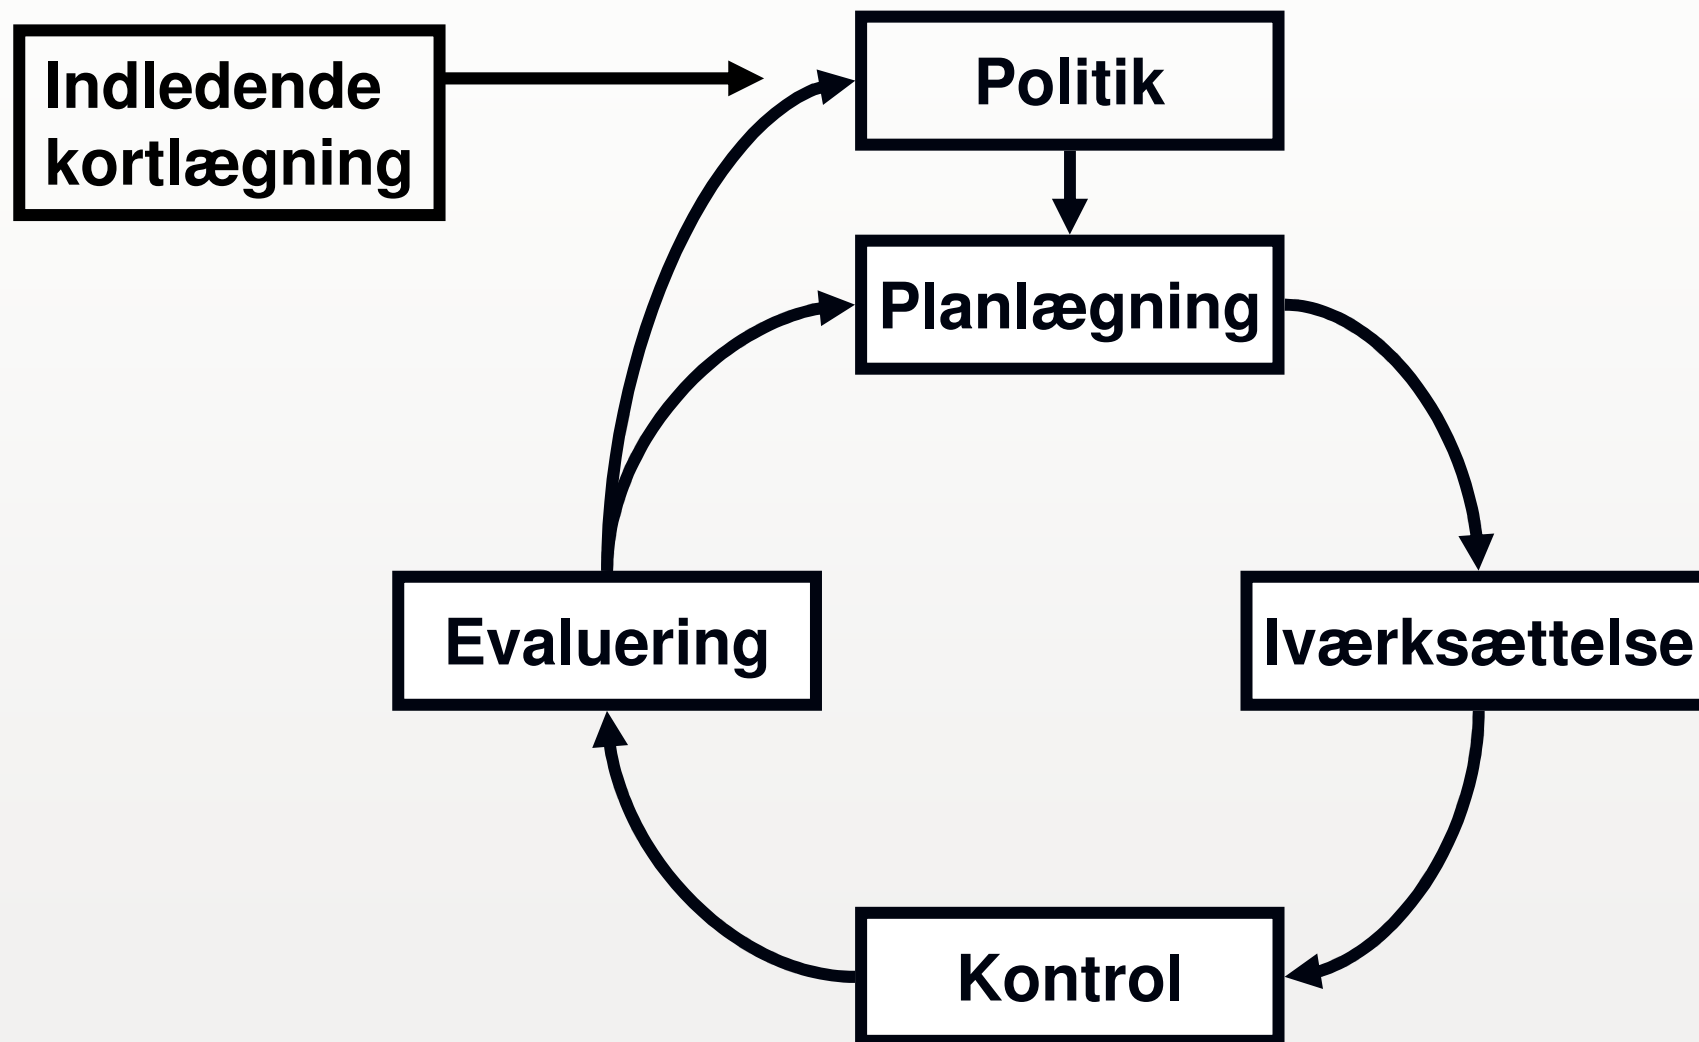 Indledende
kortlægning
Politik
Planlægning
Evaluering
Iværksættelse
Kontrol